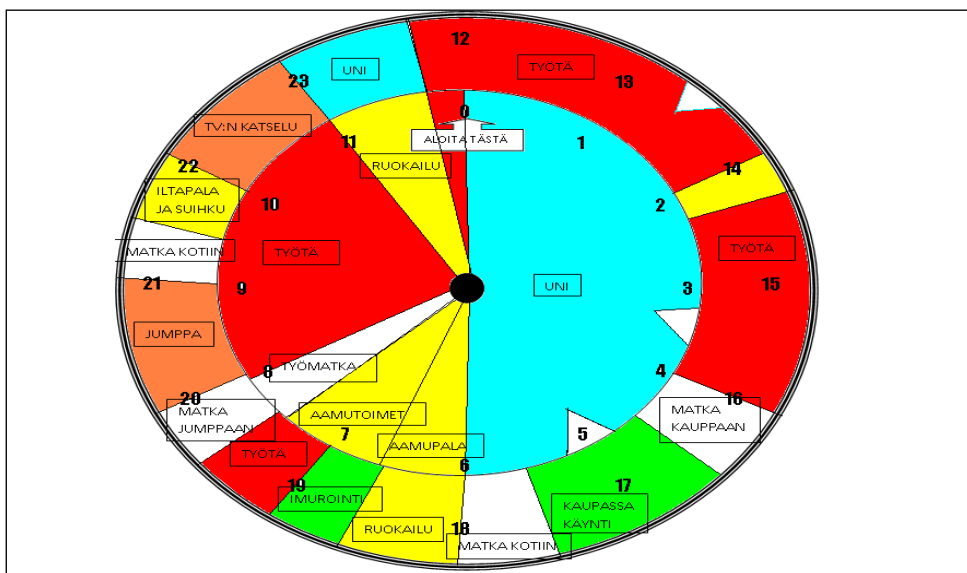 12
TYÖTÄ
13
23
UNI
0
ALOITA TÄSTÄ
1
TV:N KATSELU
11
RUOKAILU
14
22
ILTAPALA
JA SUIHKU
10
2
MATKA KOTIIN
TYÖTÄ
TYÖTÄ
21
9
UNI
3
15
JUMPPA
8
TYÖMATKA
4
20
MATKA
JUMPPAAN
AAMUTOIMET
7
AAMUPALA
5
16
MATKA
KAUPPAAN
TYÖTÄ
6
19
IMUROINTI
17
KAUPASSA
KÄYNTI
RUOKAILU
18
MATKA KOTIIN